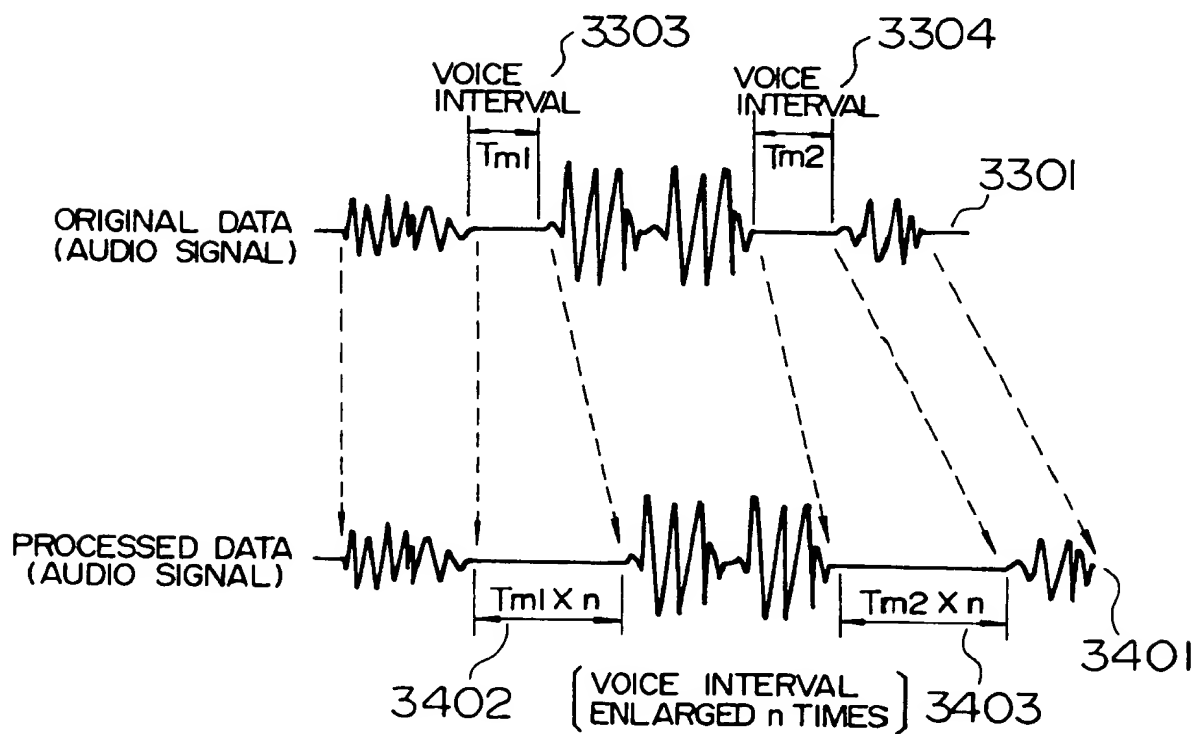 3303
3304
VOICE
INTERVAL
VOICE
INTERVAL
Tm1
Tm2
3301
ORIGINAL DATA
(AUDIO SIGNAL)
PROCESSED DATA
(AUDIO SIGNAL)
Tm1 X n
Tm2 X n
3401
3402
[VOICE INTERVAL
ENLARGED n TIMES]
3403